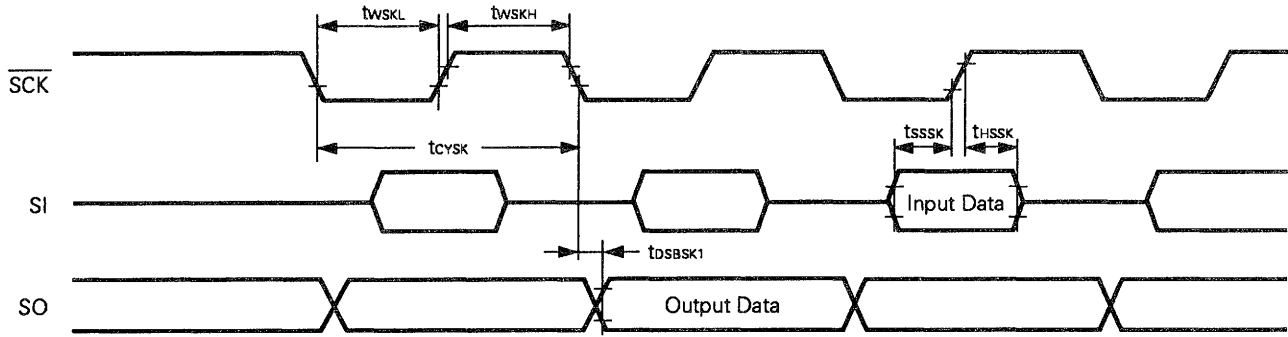 tWSKL
tWSKH
SCK
tCYSK
tSSSK
tHSSK
SI
Input Data
tDSBSK1
SO
Output Data